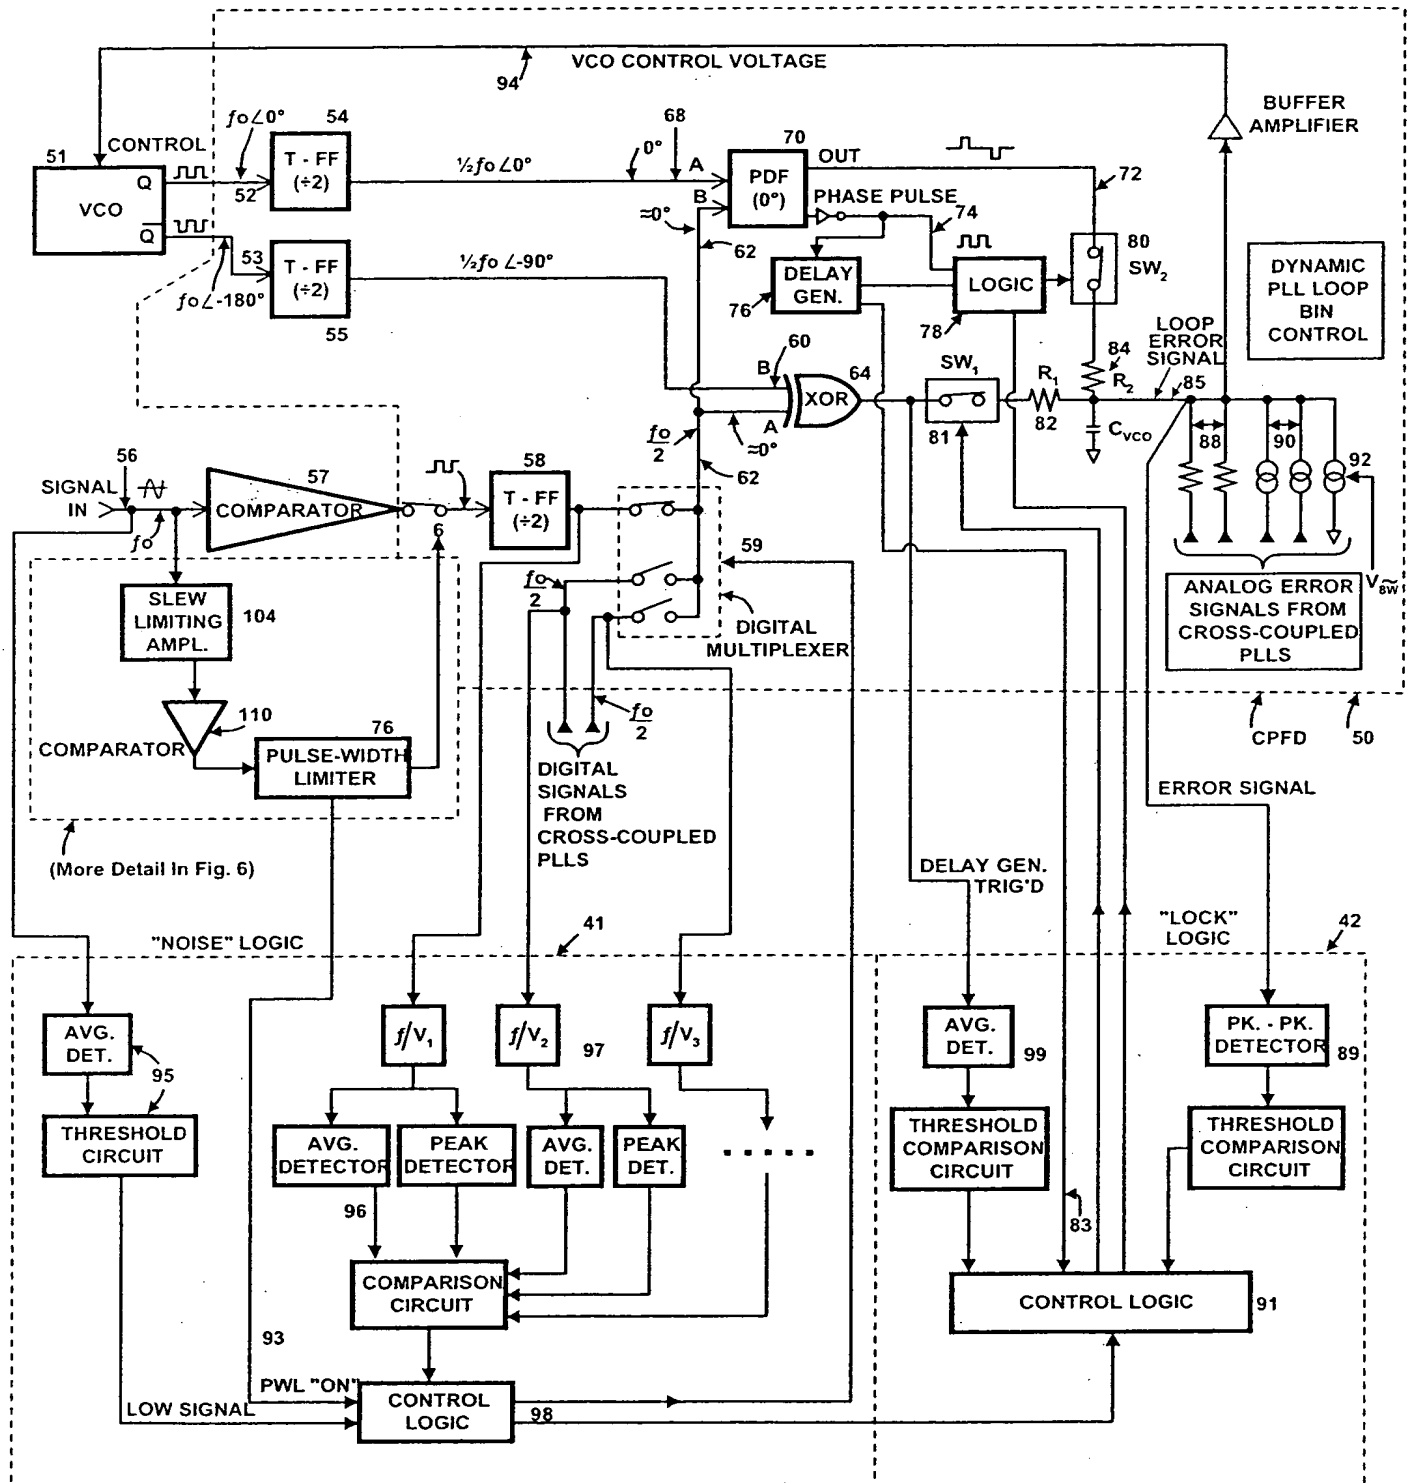 VCO CONTROL VOLTAGE
94
BUFFER
AMPLIFIER
CONTROL
51
VCO
Q
Q
fo∠0°
52
54
T - FF
(÷2)
½fo∠0°
0°
68
A
B
≈0°
62
70
PDF
(0°)
OUT
PHASE PULSE
74
72
53
fo∠-180°
T - FF
(÷2)
55
½fo∠-90°
DELAY
GEN.
76
LOGIC
78
80
SW2
DYNAMIC
PLL LOOP
BIN
CONTROL
LOOP
ERROR
SIGNAL
85
84
R2
60
B
A
XOR
64
≈0°
fo/2
62
SW1
81
R1
82
CVCO
88
90
92
V8W
ANALOG ERROR
SIGNALS FROM
CROSS-COUPLED
PLLS
56
SIGNAL
IN
fo
57
COMPARATOR
6
58
T - FF
(÷2)
59
fo/2
DIGITAL
MULTIPLEXER
fo/2
DIGITAL
SIGNALS
FROM
CROSS-COUPLED
PLLS
SLEW
LIMITING
AMPL.
104
110
COMPARATOR
76
PULSE-WIDTH
LIMITER
(More Detail In Fig. 6)
CPFD
50
ERROR SIGNAL
DELAY GEN.
TRIG'D
"NOISE" LOGIC
41
"LOCK"
LOGIC
42
AVG.
DET.
95
THRESHOLD
CIRCUIT
f/V1
f/V2
97
f/V3
AVG.
DETECTOR
PEAK
DETECTOR
AVG.
DET.
PEAK
DET.
96
COMPARISON
CIRCUIT
93
PWL "ON"
LOW SIGNAL
CONTROL
LOGIC
98
AVG.
DET.
99
THRESHOLD
COMPARISON
CIRCUIT
PK. - PK.
DETECTOR
89
THRESHOLD
COMPARISON
CIRCUIT
83
CONTROL LOGIC
91